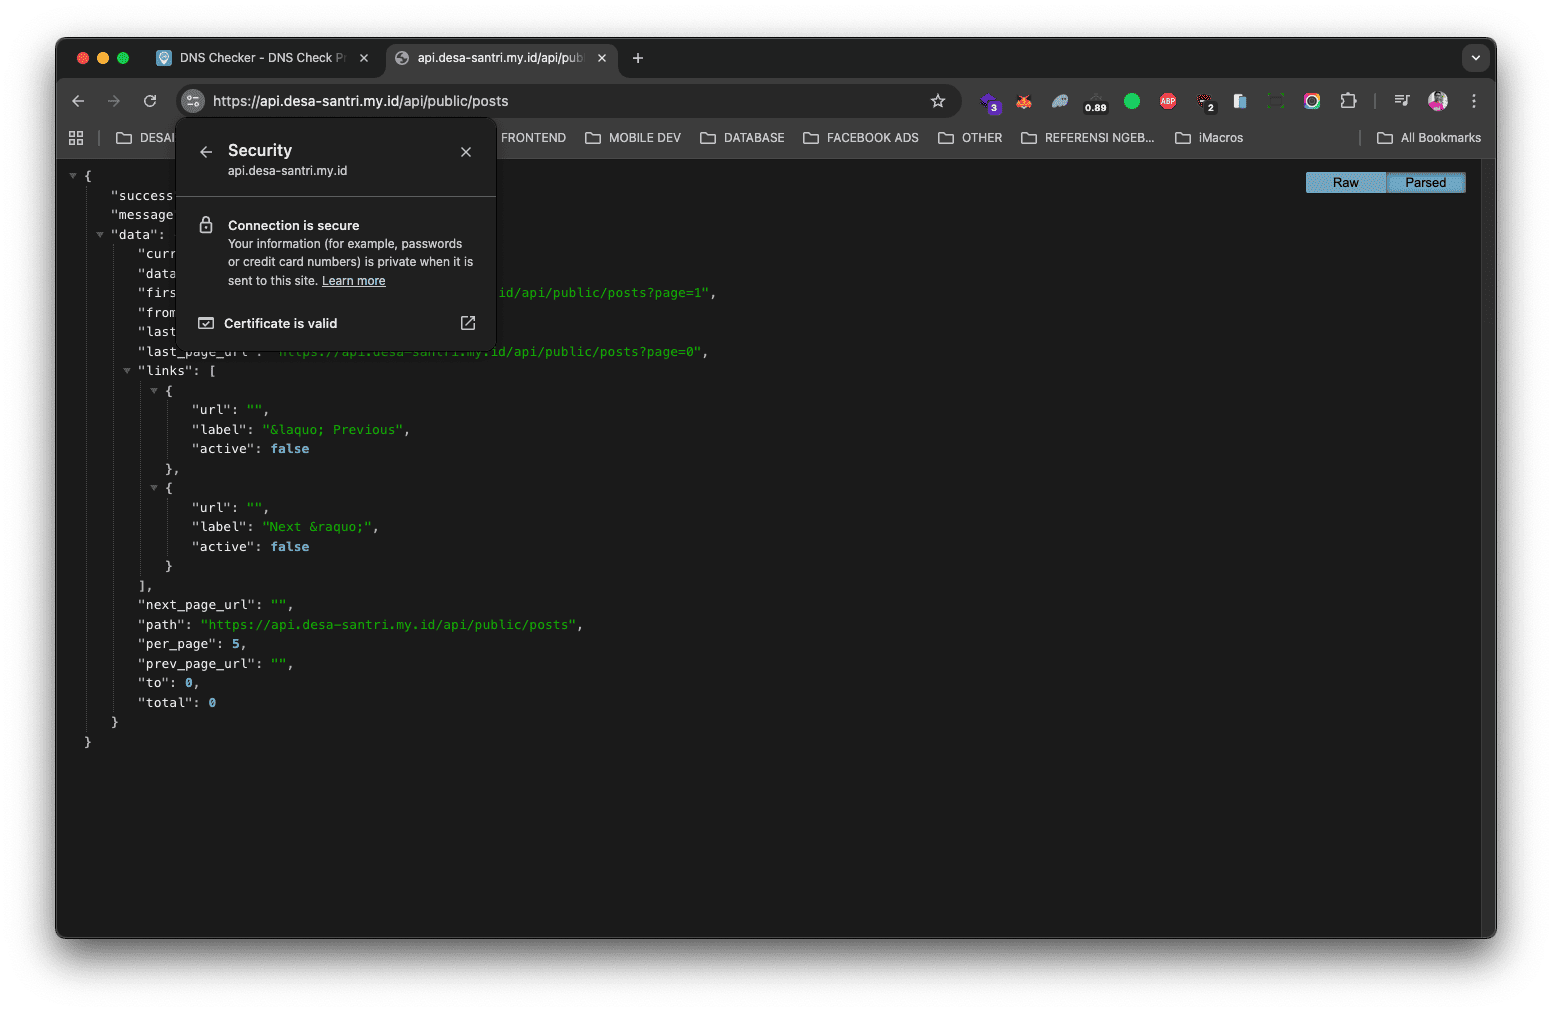 DNS Checker - DNS Check Pr
api.desa-santri.my.id/api/pub
https://api.desa-santri.my.id/api/public/posts
3
0.89
ABP
2
DESAI
FRONTEND
MOBILE DEV
DATABASE
FACEBOOK ADS
OTHER
REFERENSI NGEB...
iMacros
All Bookmarks
Security
api.desa-santri.my.id
Connection is secure
Your information (for example, passwords
or credit card numbers) is private when it is
sent to this site. Learn more
Certificate is valid
Raw
Parsed
{
"success
"message
"data":
"curr
"data
"firs id/api/public/posts?page=1",
"from
"last
"last_page_url": "https://api.desa-santri.my.id/api/public/posts?page=0",
"links": [
{
"url": "",
"label": "&laquo; Previous",
"active": false
},
{
"url": "",
"label": "Next &raquo;",
"active": false
}
],
"next_page_url": "",
"path": "https://api.desa-santri.my.id/api/public/posts",
"per_page": 5,
"prev_page_url": "",
"to": 0,
"total": 0
}
}